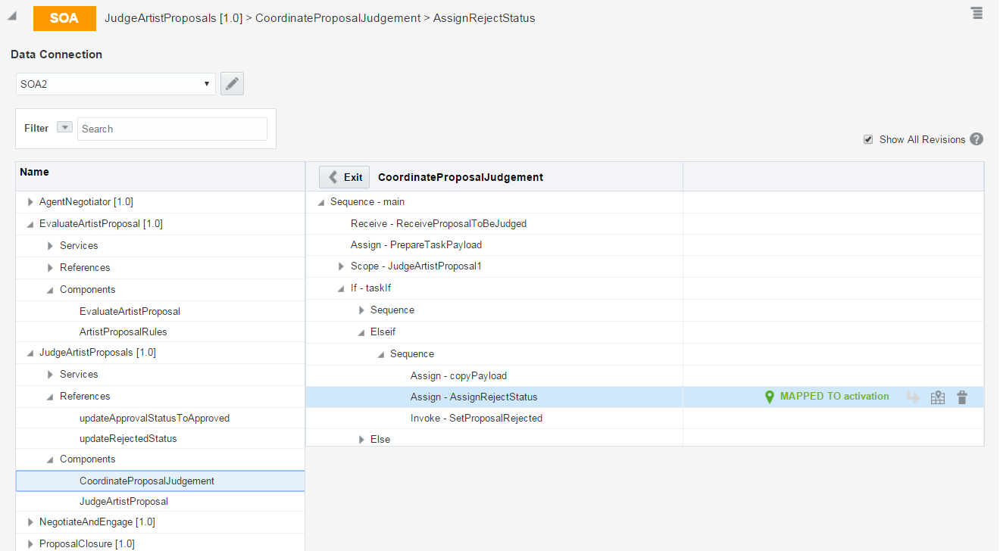 SOA JudgeArtistProposals [1.0] > CoordinateProposalJudgement > AssignRejectStatus
Data Connection
SOA2
Filter Search
Show All Revisions ?
Name
AgentNegotiator [1.0]
EvaluateArtistProposal [1.0]
Services
References
Components
EvaluateArtistProposal
ArtistProposalRules
JudgeArtistProposals [1.0]
Services
References
updateApprovalStatusToApproved
updateRejectedStatus
Components
CoordinateProposalJudgement
JudgeArtistProposal
NegotiateAndEngage [1.0]
ProposalClosure [1.0]
Exit CoordinateProposalJudgement
Sequence - main
Receive - ReceiveProposalToBeJudged
Assign - PrepareTaskPayload
Scope - JudgeArtistProposal1
If - taskIf
Sequence
Elseif
Sequence
Assign - copyPayload
Assign - AssignRejectStatus MAPPED TO activation
Invoke - SetProposalRejected
Else